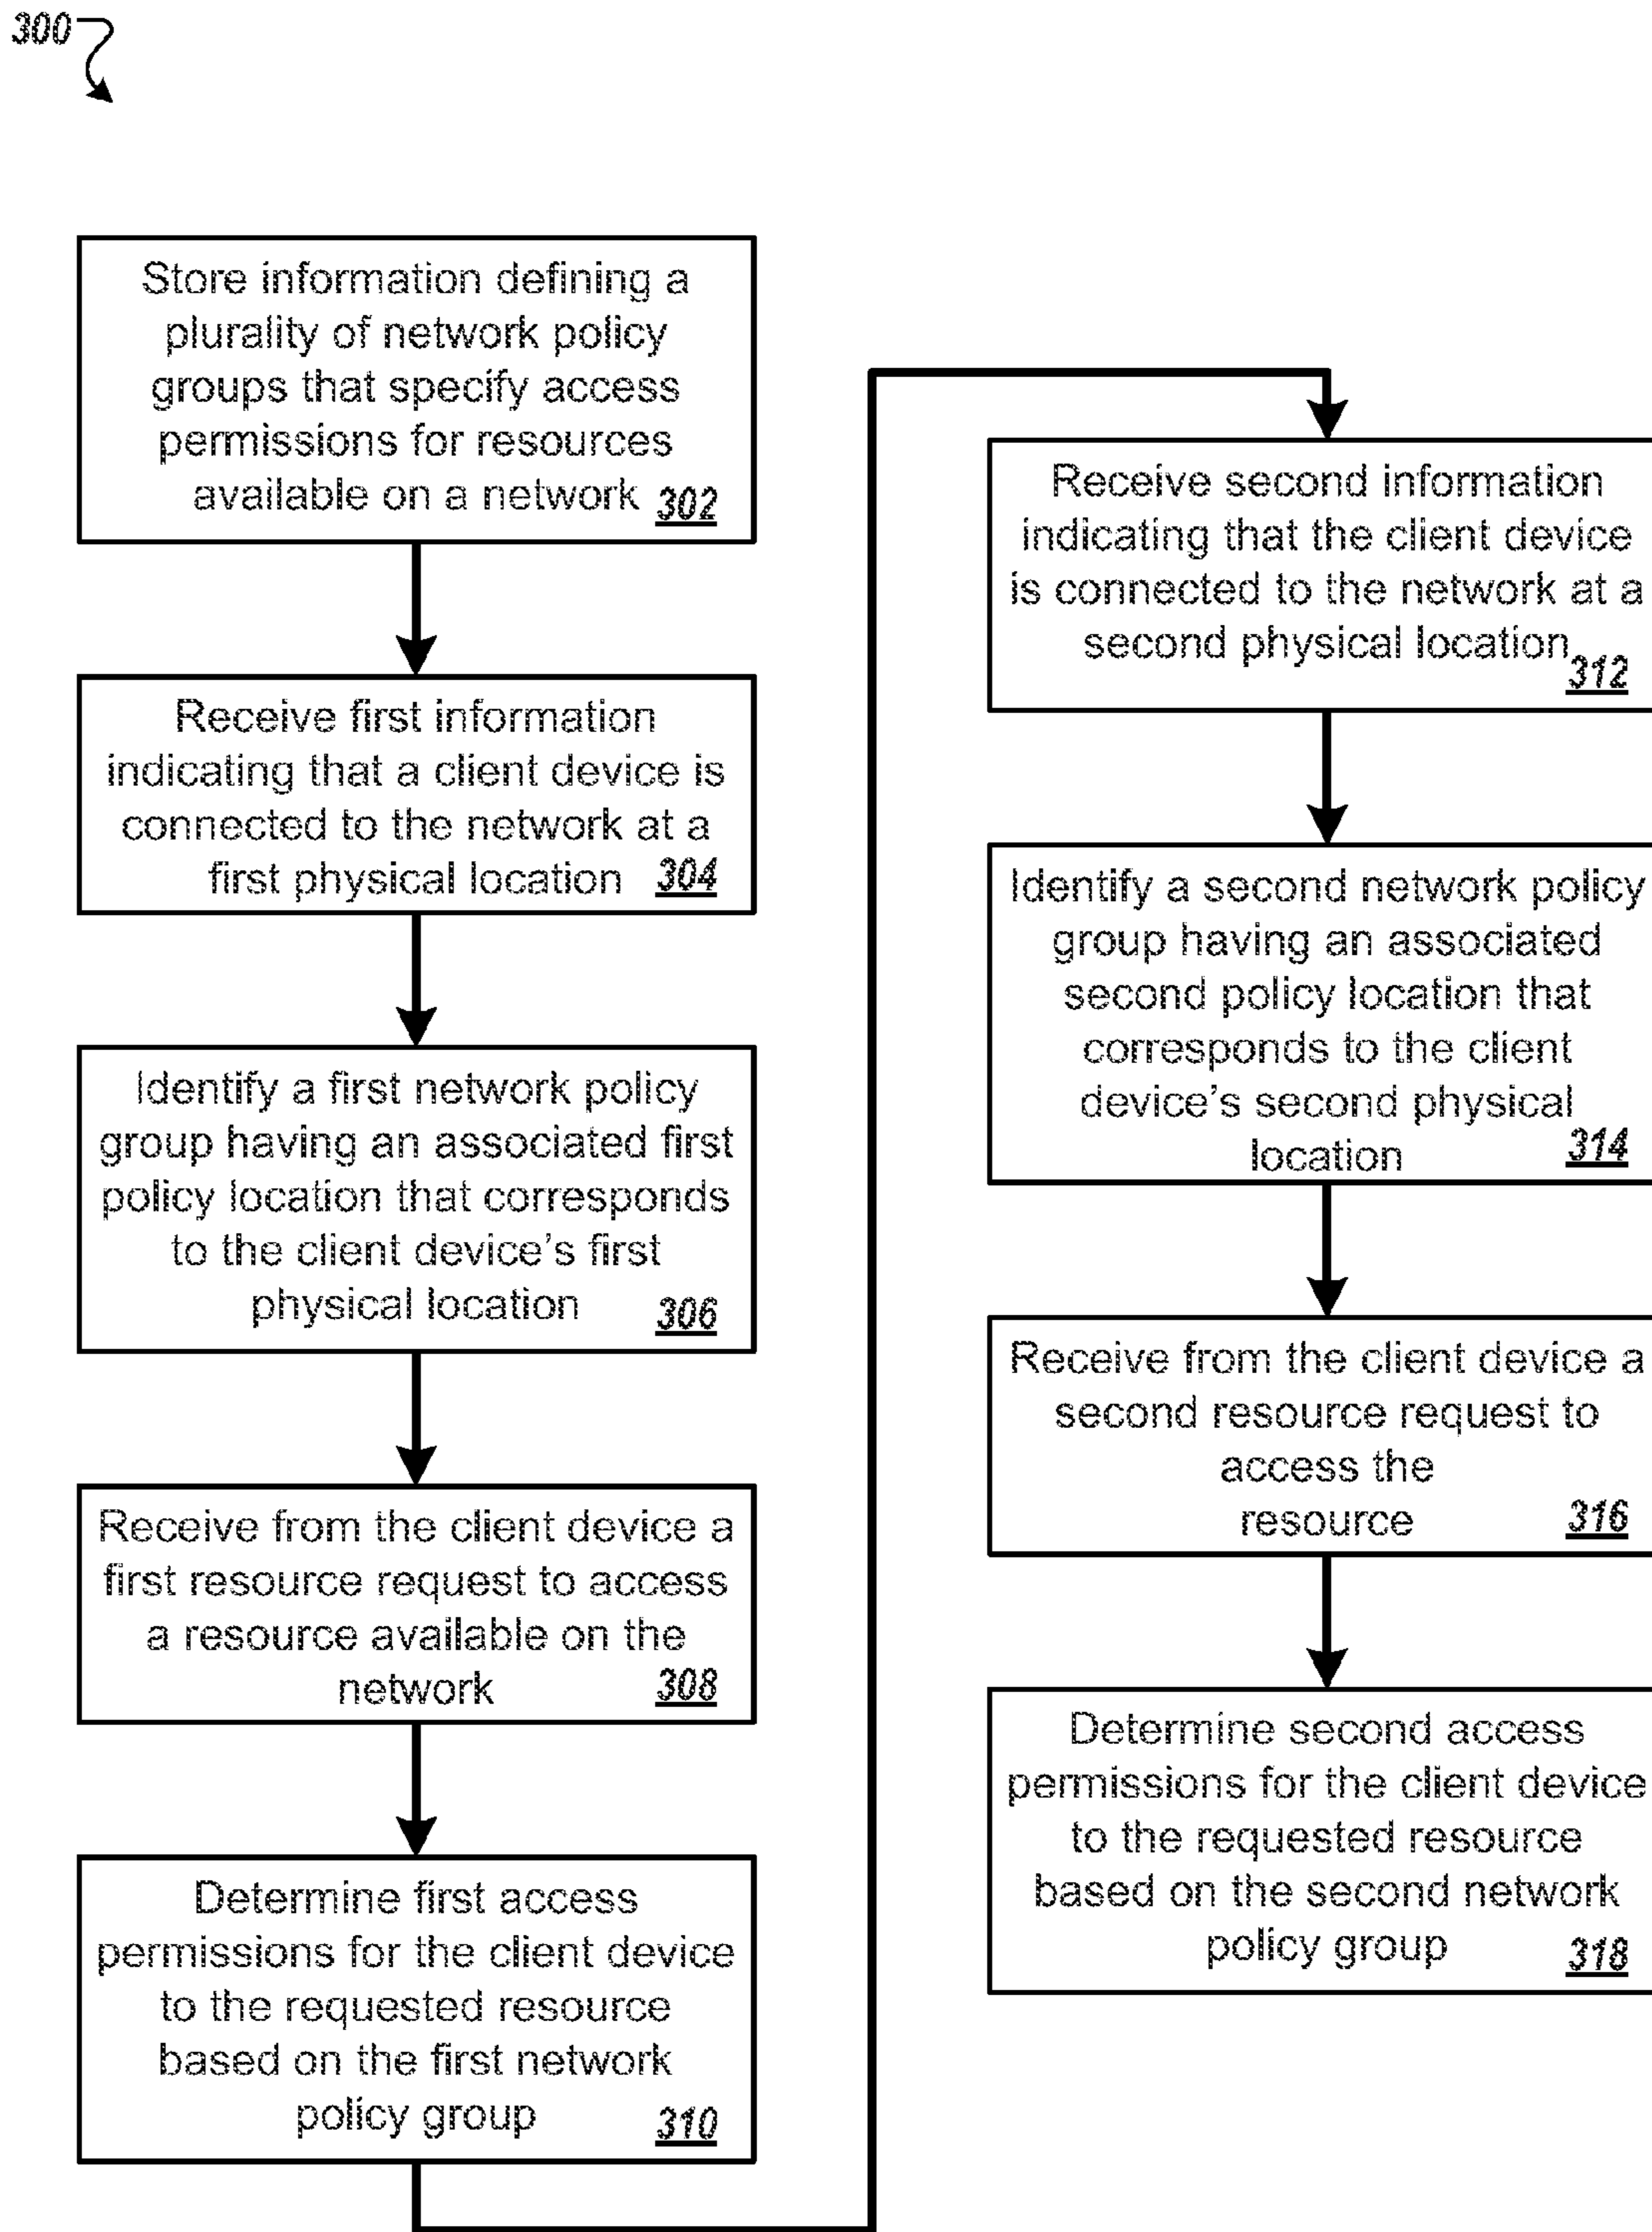 300
Store information defining a
plurality of network policy
groups that specify access
permissions for resources
available on a network 302
Receive first information
indicating that a client device is
connected to the network at a
first physical location 304
Identify a first network policy
group having an associated first
policy location that corresponds
to the client device's first
physical location 306
Receive from the client device a
first resource request to access
a resource available on the
network 308
Determine first access
permissions for the client device
to the requested resource
based on the first network
policy group 310
Receive second information
indicating that the client device
is connected to the network at a
second physical location
312
Identify a second network policy
group having an associated
second policy location that
corresponds to the client
device's second physical
location 314
Receive from the client device a
second resource request to
access the
resource 316
Determine second access
permissions for the client device
to the requested resource
based on the second network
policy group 318